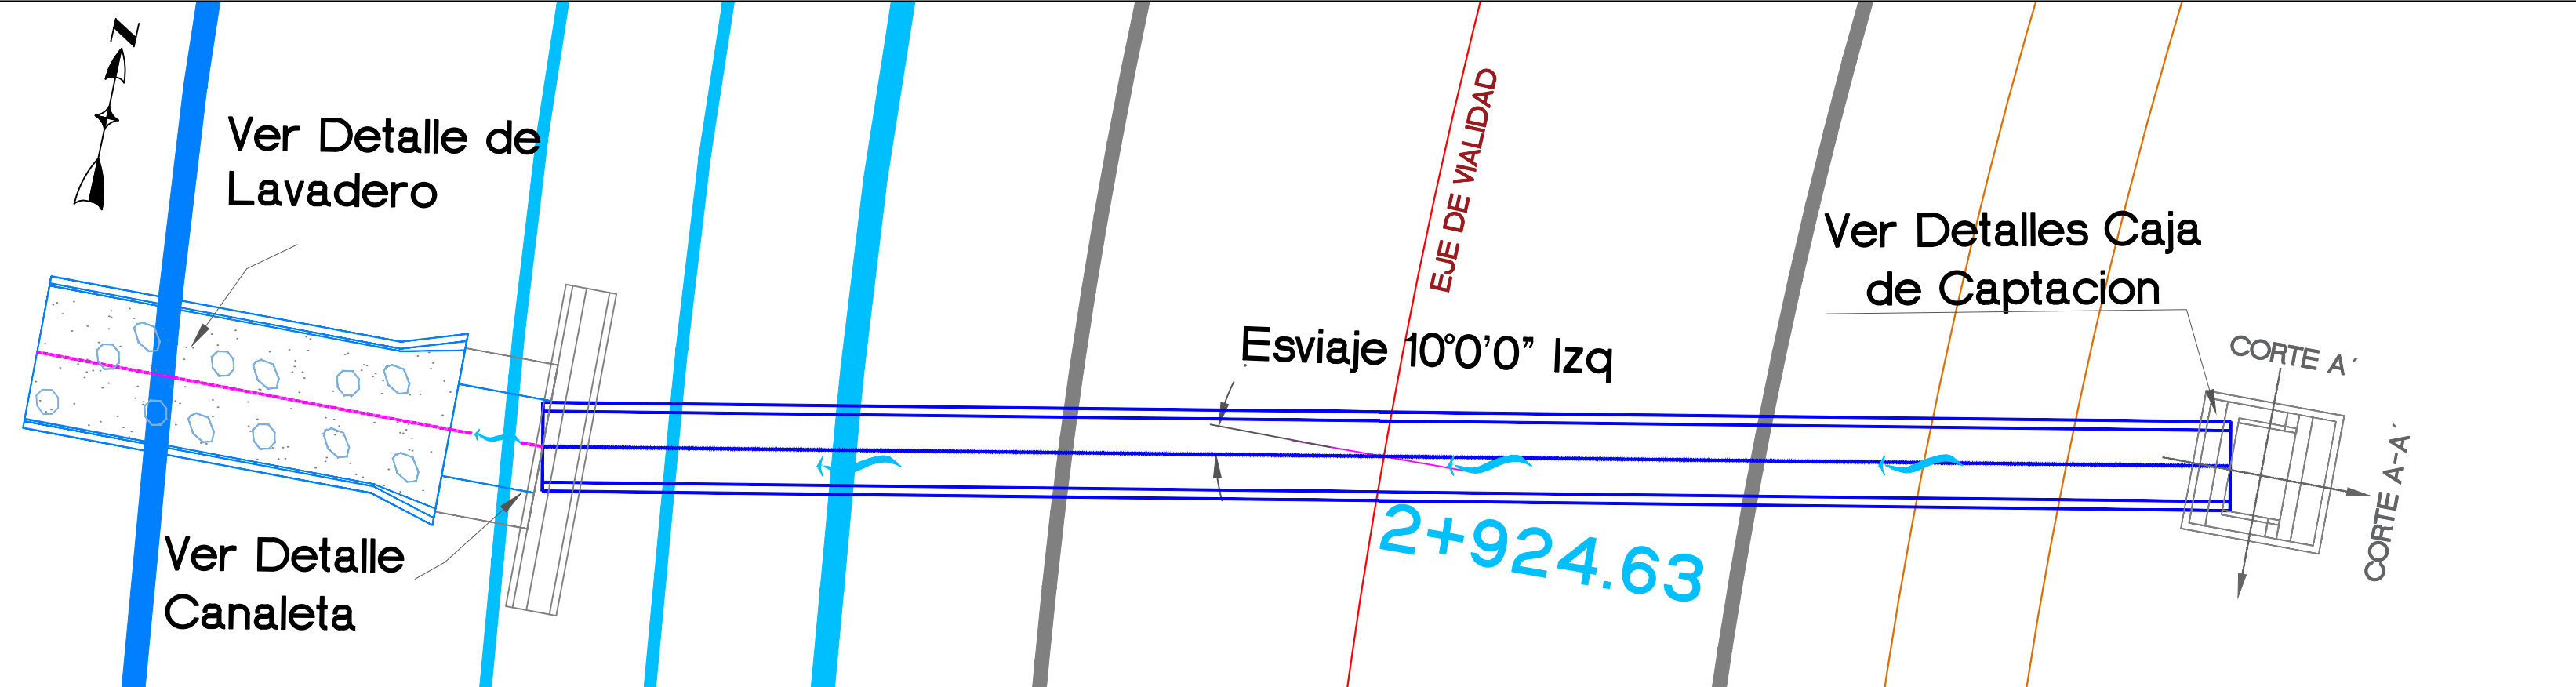 N
Ver Detalle de
Lavadero
EJE DE VIALIDAD
Ver Detalles Caja
de Captacion
Esviaje 10°0'0" Izq
CORTE A´
CORTE A-A´
2+924.63
Ver Detalle
Canaleta